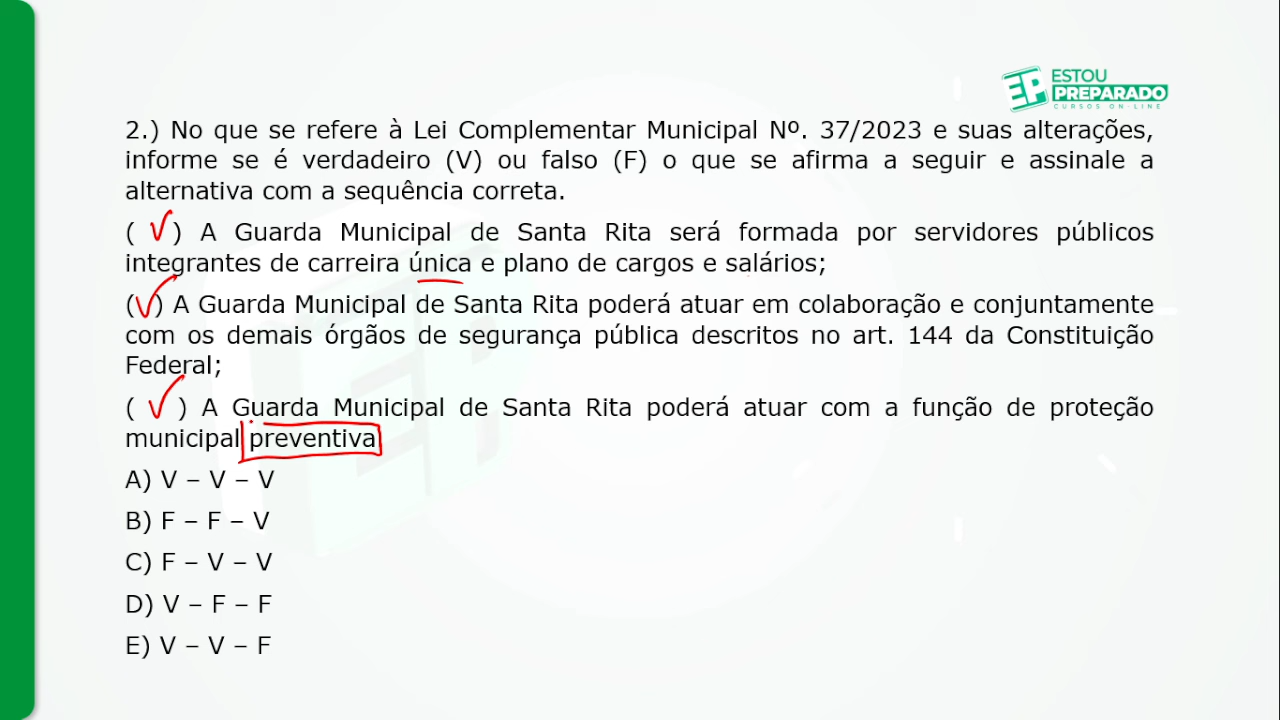 ESTOU
PREPARADO
CURSOS ON-LINE
2.) No que se refere à Lei Complementar Municipal Nº. 37/2023 e suas alterações,
informe se é verdadeiro (V) ou falso (F) o que se afirma a seguir e assinale a
alternativa com a sequência correta.
( V ) A Guarda Municipal de Santa Rita será formada por servidores públicos
integrantes de carreira única e plano de cargos e salários;
(V) A Guarda Municipal de Santa Rita poderá atuar em colaboração e conjuntamente
com os demais órgãos de segurança pública descritos no art. 144 da Constituição
Federal;
( V ) A Guarda Municipal de Santa Rita poderá atuar com a função de proteção
municipal preventiva
A) V – V – V
B) F – F – V
C) F – V – V
D) V – F – F
E) V – V – F